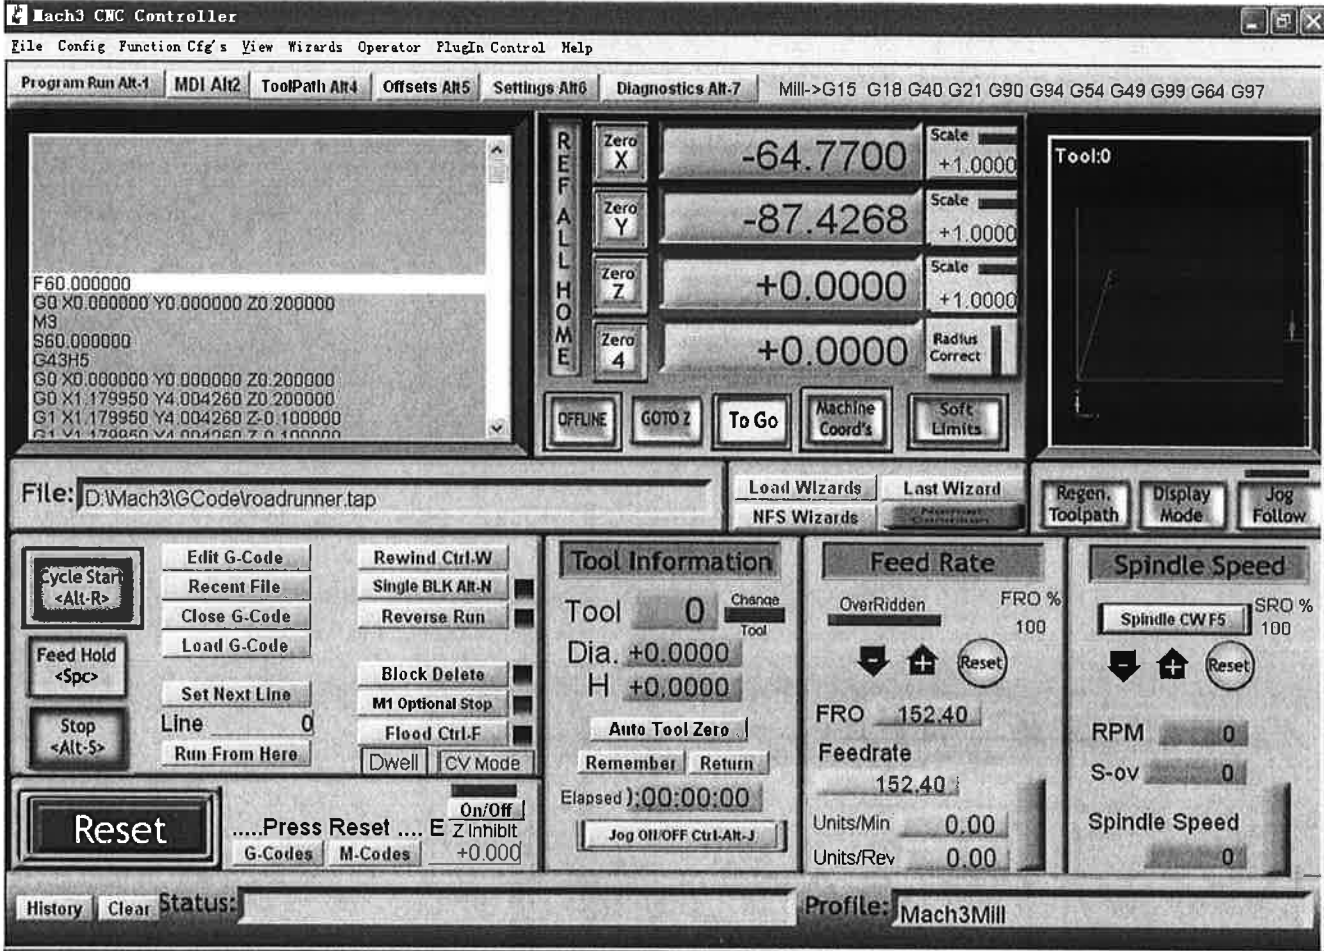 Mach3 CNC Controller
File Config Function Cfg's View Wizards Operator PlugIn Control Help
Program Run Alt-1 MDI Alt2 ToolPath Alt4 Offsets Alt5 Settings Alt6 Diagnostics Alt-7 Mill->G15 G18 G40 G21 G90 G94 G54 G49 G99 G64 G97
F60.000000
G0 X0.000000 Y0.000000 Z0.200000
M3
S60.000000
G43H5
G0 X0.000000 Y0.000000 Z0.200000
G0 X1.179950 Y4.004260 Z0.200000
G1 X1.179950 Y4.004260 Z-0.100000
REF ALL HOME
Zero X -64.7700 Scale +1.0000
Zero Y -87.4268 Scale +1.0000
Zero Z +0.0000 Scale +1.0000
Zero 4 +0.0000 Radius Correct
OFFLINE GOTO Z To Go Machine Coord's Soft Limits
Tool:0
File: D:\Mach3\GCode\roadrunner.tap
Load Wizards Last Wizard
NFS Wizards
Regen. Toolpath Display Mode Jog Follow
Cycle Start <Alt-R>
Feed Hold <Spc>
Stop <Alt-S>
Edit G-Code
Recent File
Close G-Code
Load G-Code
Set Next Line
Line 0
Run From Here
Rewind Ctrl-W
Single BLK Alt-N
Reverse Run
Block Delete
M1 Optional Stop
Flood Ctrl-F
Dwell CV Mode
Reset
.....Press Reset .... E
G-Codes M-Codes
On/Off
Z Inhibit
+0.000
Tool Information
Tool 0 Change Tool
Dia. +0.0000
H +0.0000
Auto Tool Zero
Remember Return
Elapsed ):00:00:00
Jog ON/OFF Ctrl-Alt-J
Feed Rate
OverRidden FRO %
100
Reset
FRO 152.40
Feedrate
152.40
Units/Min 0.00
Units/Rev 0.00
Spindle Speed
Spindle CW F5 SRO %
100
Reset
RPM 0
S-ov 0
Spindle Speed
0
History Clear Status: Profile: Mach3Mill